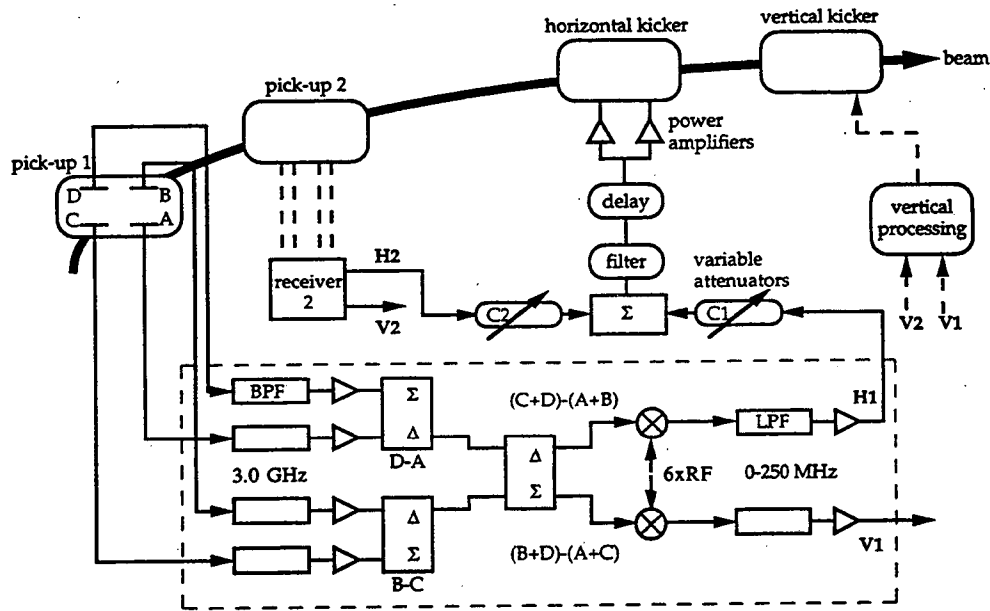 vertical kicker
horizontal kicker
beam
pick-up 2
power
amplifiers
pick-up 1
D
B
C
A
delay
vertical
processing
filter
variable
attenuators
H2
receiver
2
C2
Σ
C1
V2
V2
V1
BPF
Σ
(C+D)-(A+B)
H1
LPF
Δ
D-A
Δ
3.0 GHz
6xRF
0-250 MHz
Σ
Δ
Σ
(B+D)-(A+C)
V1
B-C